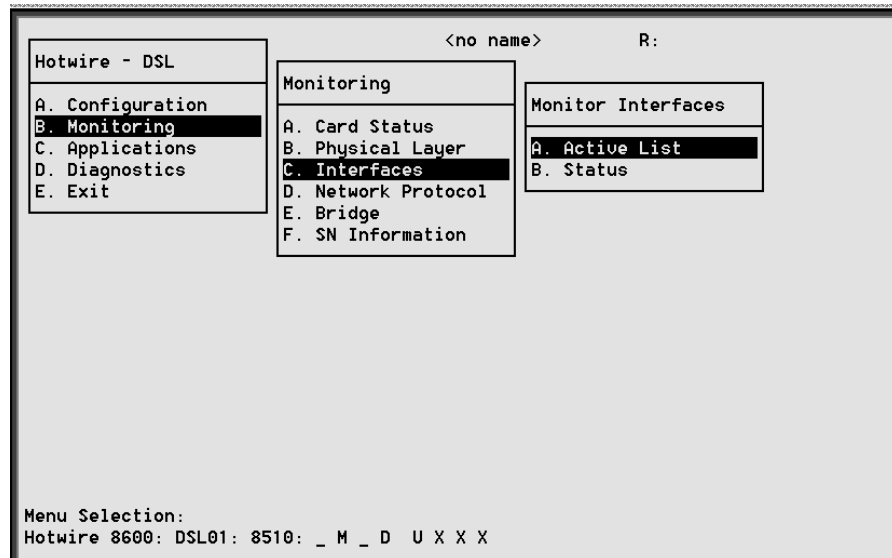 <no name> R:
Hotwire - DSL
A. Configuration
B. Monitoring
C. Applications
D. Diagnostics
E. Exit
Monitoring
A. Card Status
B. Physical Layer
C. Interfaces
D. Network Protocol
E. Bridge
F. SN Information
Monitor Interfaces
A. Active List
B. Status
Menu Selection:
Hotwire 8600: DSL01: 8510: _ M _ D U X X X